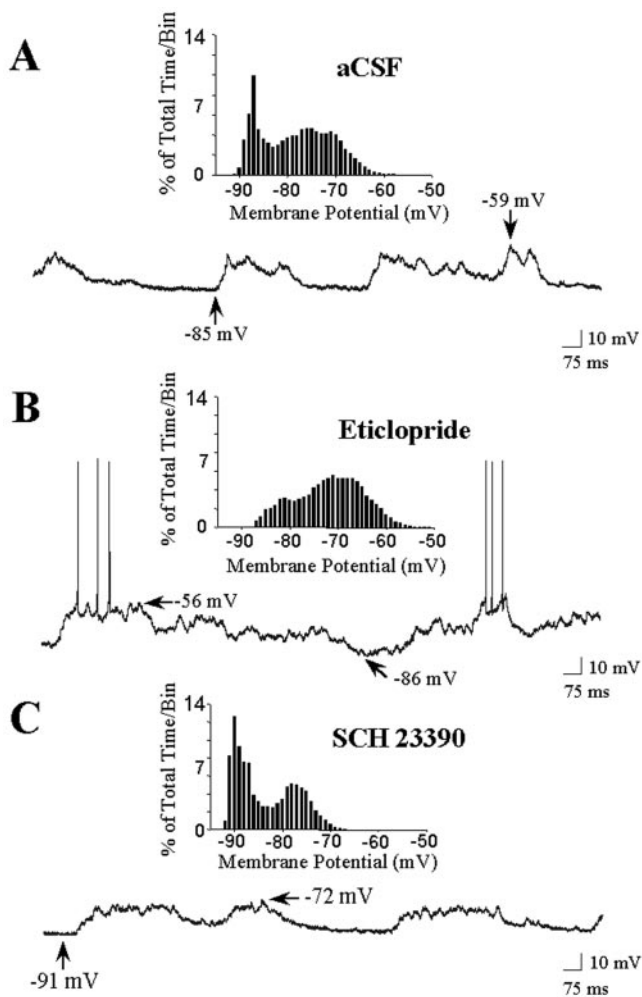 A
aCSF
% of Total Time/Bin
14
7
0
-90 -80 -70 -60 -50
Membrane Potential (mV)
-59 mV
-85 mV
10 mV
75 ms
B
Eticlopride
% of Total Time/Bin
14
7
0
-90 -80 -70 -60 -50
Membrane Potential (mV)
-56 mV
-86 mV
10 mV
75 ms
C
SCH 23390
% of Total Time/Bin
14
7
0
-90 -80 -70 -60 -50
Membrane Potential (mV)
-72 mV
-91 mV
10 mV
75 ms